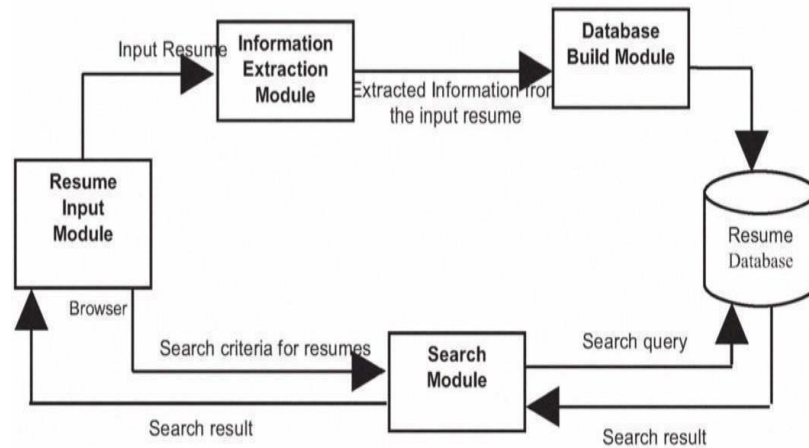 Input Resume
Information
Extraction
Module
Database
Build Module
Extracted Information from
the input resume
Resume
Input
Module
Resume
Database
Browser
Search criteria for resumes
Search
Module
Search query
Search result
Search result